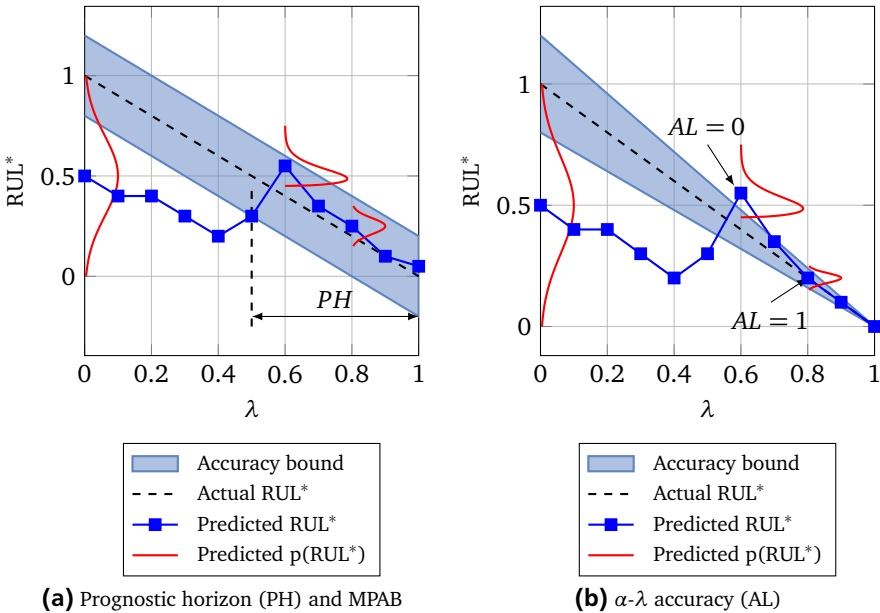 1
0.5
0
RUL*
PH
0 0.2 0.4 0.6 0.8 1
λ
Accuracy bound
Actual RUL*
Predicted RUL*
Predicted p(RUL*)
(a) Prognostic horizon (PH) and MPAB
1
0.5
0
RUL*
AL = 0
AL = 1
0 0.2 0.4 0.6 0.8 1
λ
Accuracy bound
Actual RUL*
Predicted RUL*
Predicted p(RUL*)
(b) α-λ accuracy (AL)